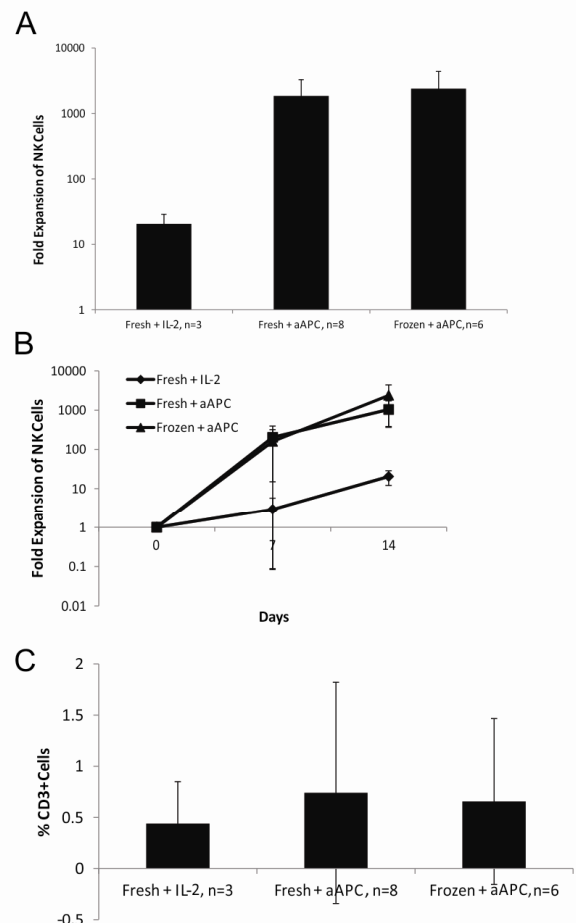 A
10000
1000
100
10
1
Fold Expansion of NK Cells
Fresh + IL-2, n=3
Fresh + aAPC, n=8
Frozen + aAPC,n=6
B
10000
1000
100
10
1
0.1
0.01
Fold Expansion of NK Cells
Fresh + IL-2
Fresh + aAPC
Frozen + aAPC
0
7
14
Days
C
2
1.5
1
0.5
0
-0.5
% CD3+Cells
Fresh + IL-2, n=3
Fresh + aAPC, n=8
Frozen + aAPC,n=6